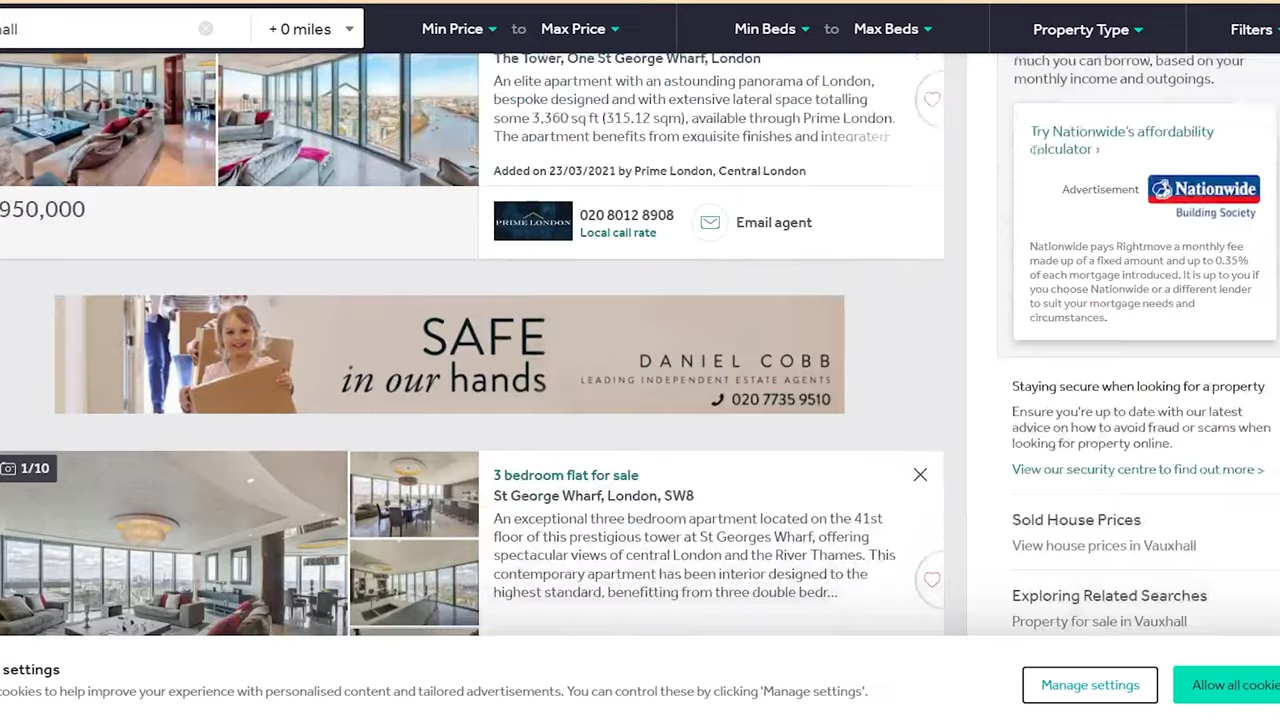 all
+ 0 miles
Min Price to Max Price
Min Beds to Max Beds
Property Type
Filters
The Tower, One St George Wharf, London
An elite apartment with an astounding panorama of London,
bespoke designed and with extensive lateral space totalling
some 3,360 sq ft (315.12 sqm), available through Prime London.
The apartment benefits from exquisite finishes and integrated
Added on 23/03/2021 by Prime London, Central London
950,000
PRIME LONDON
020 8012 8908
Local call rate
Email agent
much you can borrow, based on your
monthly income and outgoings.
Try Nationwide's affordability
calculator ›
Advertisement
Nationwide
Building Society
Nationwide pays Rightmove a monthly fee
made up of a fixed amount and up to 0.35%
of each mortgage introduced. It is up to you if
you choose Nationwide or a different lender
to suit your mortgage needs and
circumstances.
SAFE
in our hands
DANIEL COBB
LEADING INDEPENDENT ESTATE AGENTS
020 7735 9510
1/10
3 bedroom flat for sale
St George Wharf, London, SW8
An exceptional three bedroom apartment located on the 41st
floor of this prestigious tower at St Georges Wharf, offering
spectacular views of central London and the River Thames. This
contemporary apartment has been interior designed to the
highest standard, benefitting from three double bedr...
Staying secure when looking for a property
Ensure you're up to date with our latest
advice on how to avoid fraud or scams when
looking for property online.
View our security centre to find out more >
Sold House Prices
View house prices in Vauxhall
Exploring Related Searches
Property for sale in Vauxhall
settings
cookies to help improve your experience with personalised content and tailored advertisements. You can control these by clicking 'Manage settings'.
Manage settings
Allow all cookie